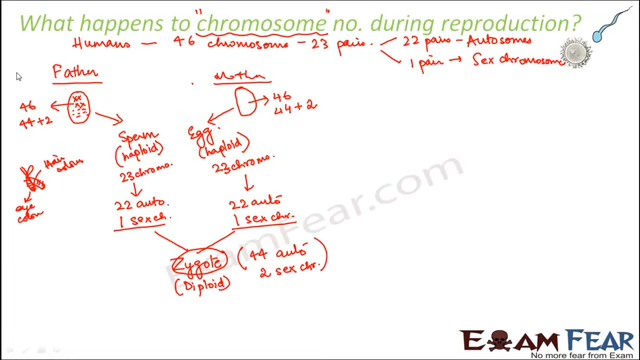 What happens to "chromosome" no. during reproduction?
Humans — 46 chromosome – 23 pairs.
22 pairs – Autosomes
1 pair → Sex chromosome
Father
Mother
46
44+2
46
44+2
Sperm
(haploid)
23 chromo.
Egg
(haploid)
23 chromo
Hair colour
eye
colour
22 auto.
1 sex ch.
22 auto
1 sex chr.
Zygote
(Diploid)
(44 auto
2 sex chr.)
ExamFear.com
EXAM FEAR
No more fear from exams